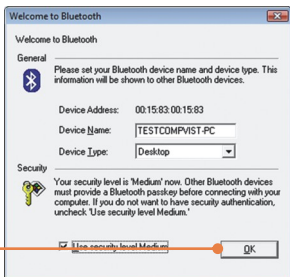 Welcome to Bluetooth
Welcome to Bluetooth
General
Please set your Bluetooth device name and device type. This
information will be shown to other Bluetooth devices.
Device Address: 00:15:83:00:15:83
Device Name: TESTCOMPVIST-PC
Device Type: Desktop
Security
Your security level is 'Medium' now. Other Bluetooth devices
must provide a Bluetooth passkey before connecting with your
computer. If you do not want to have security authentication,
uncheck 'Use security level Medium.'
Use security level Medium
OK